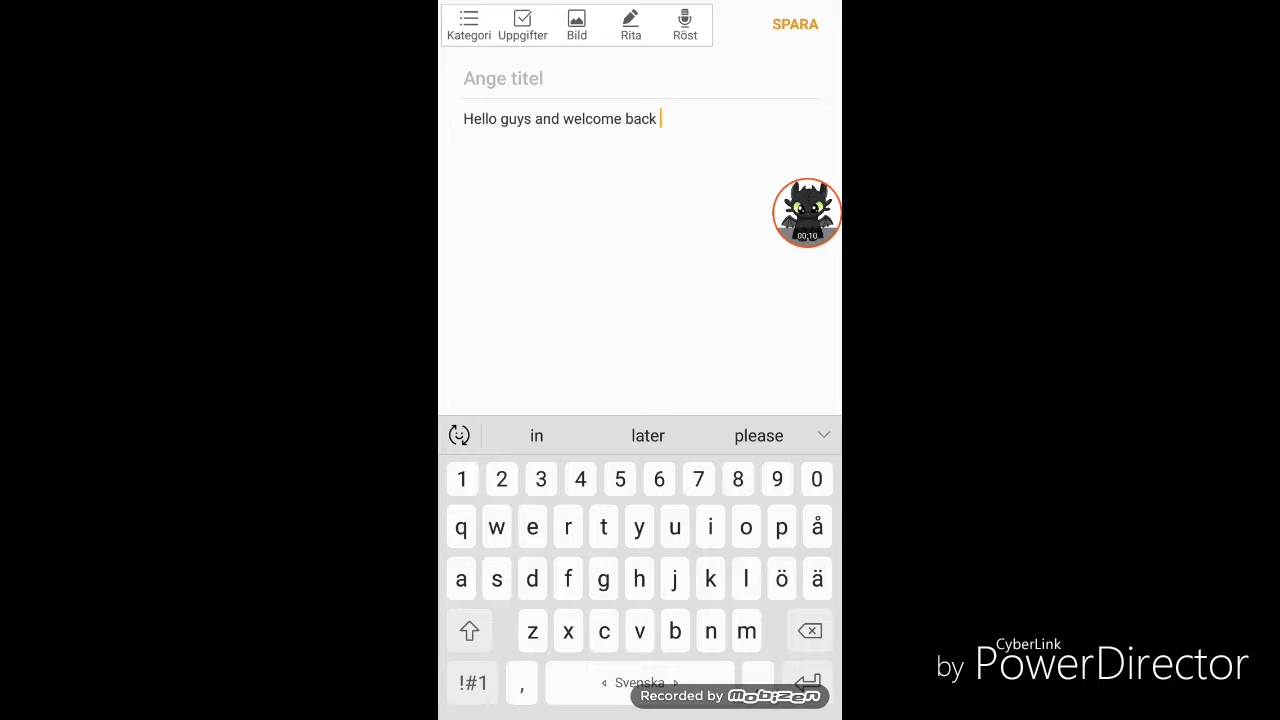 Kategori Uppgifter Bild Rita Röst SPARA
Ange titel
Hello guys and welcome back
00:10
in later please
1 2 3 4 5 6 7 8 9 0
q w e r t y u i o p å
a s d f g h j k l ö ä
z x c v b n m
!#1 , Svenska
Recorded by mobizen
CyberLink
by PowerDirector